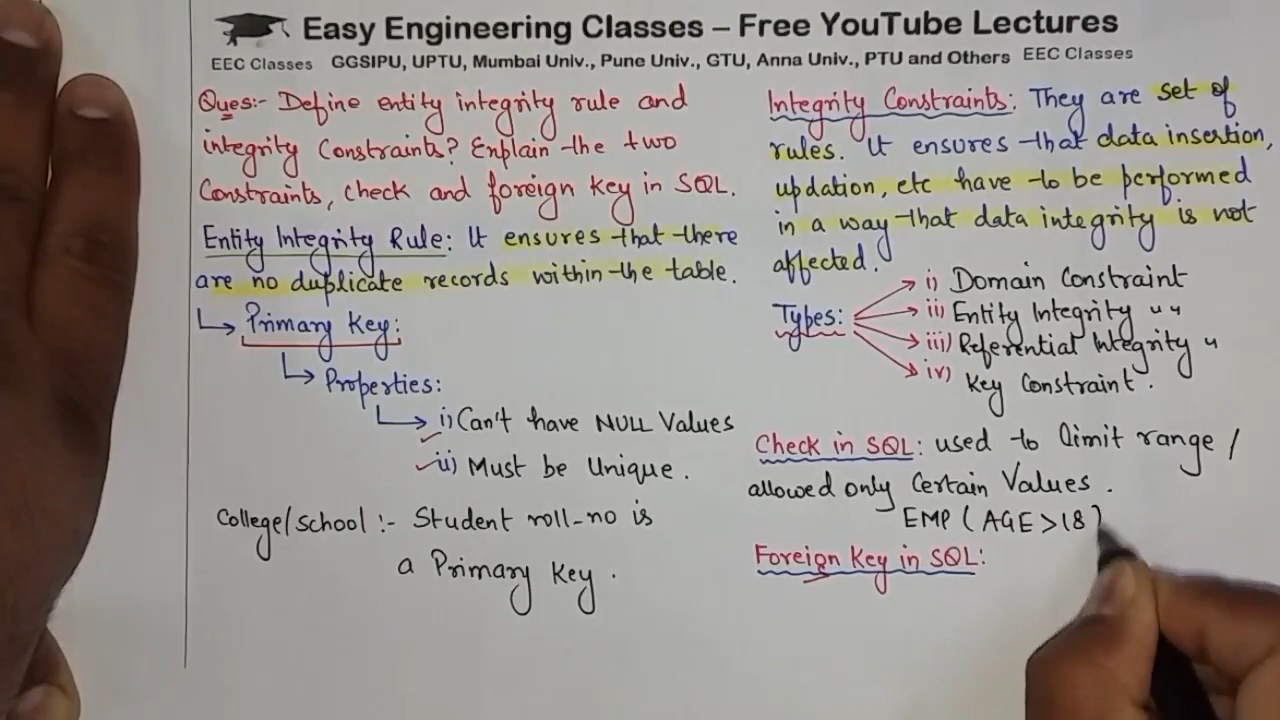 Easy Engineering Classes – Free YouTube Lectures
EEC Classes GGSIPU, UPTU, Mumbai Univ., Pune Univ., GTU, Anna Univ., PTU and Others EEC Classes
Ques:- Define entity integrity rule and
integrity Constraints? Explain the two
Constraints, check and foreign key in SQL.
Entity Integrity Rule: It ensures that there
are no duplicate records within the table.
Primary Key:
Properties:
i) Can't have NULL Values
ii) Must be Unique.
College/School :- Student roll-no is
a Primary Key.
Integrity Constraints: They are set of
rules. It ensures that data insertion,
updation, etc have to be performed
in a way that data integrity is not
affected.
Types:
i) Domain Constraint
ii) Entity Integrity " "
iii) Referential Integrity "
iv) Key Constraint.
Check in SQL: used to limit range /
allowed only Certain Values.
EMP (AGE>18)
Foreign Key in SQL: